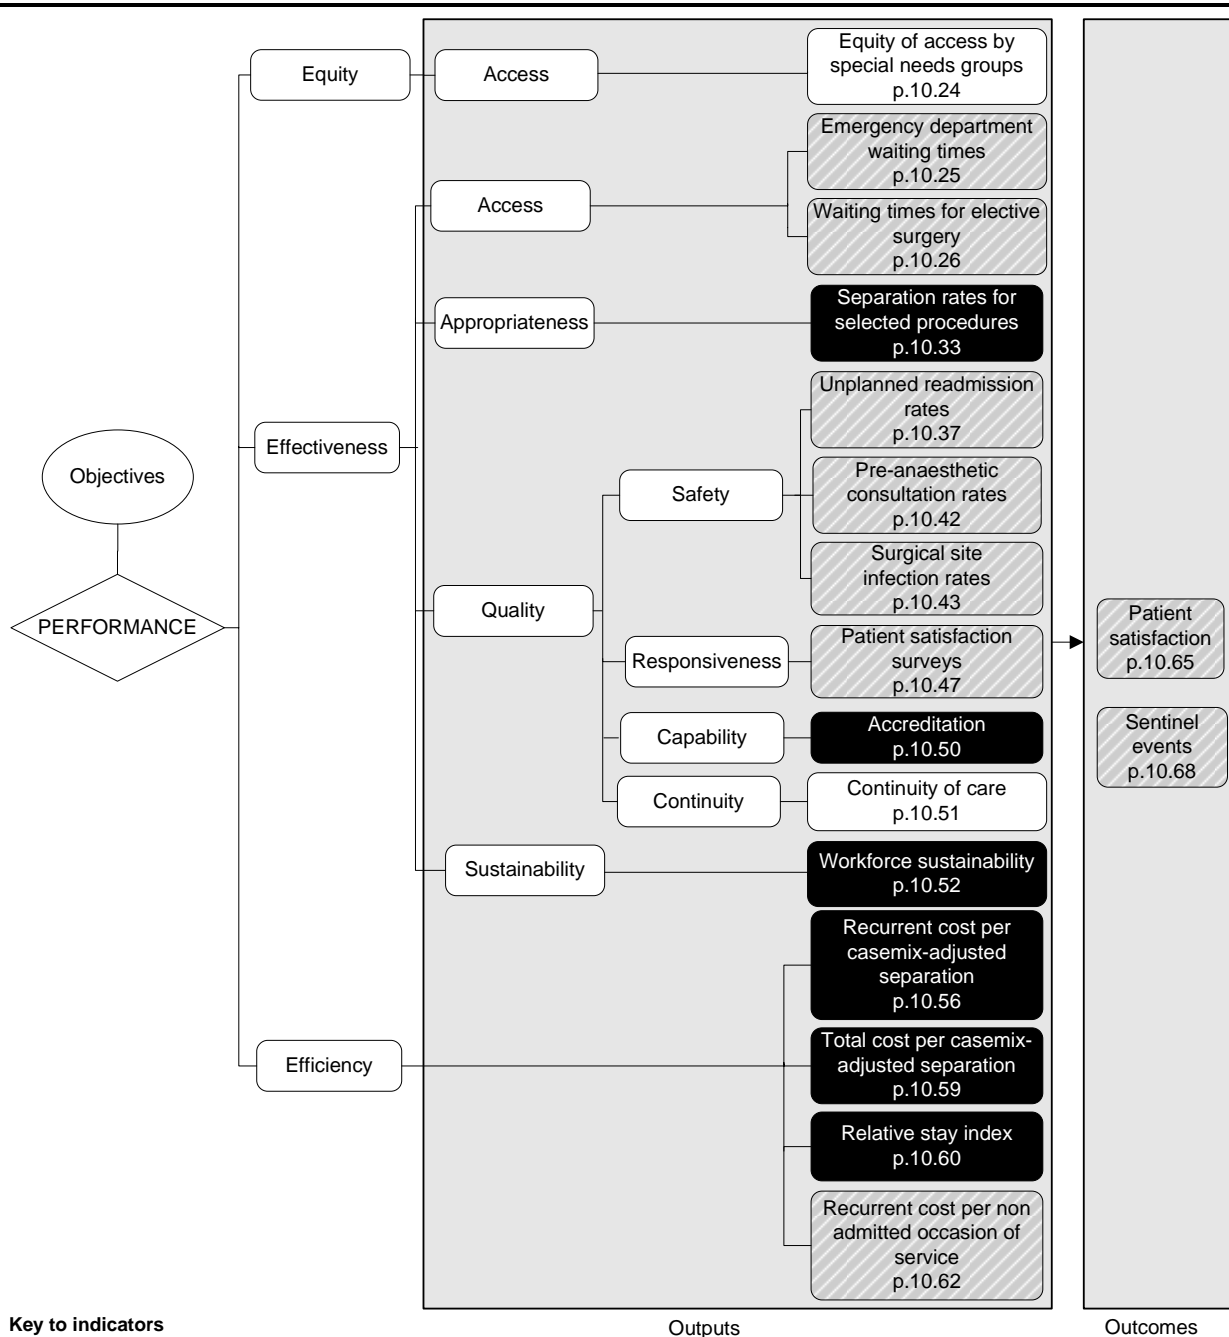 Equity
Access
Equity of access by
special needs groups
p.10.24
Emergency department
waiting times
p.10.25
Access
Waiting times for elective
surgery
p.10.26
Appropriateness
Separation rates for
selected procedures
p.10.33
Unplanned readmission
rates
p.10.37
Objectives
Effectiveness
Safety
Pre-anaesthetic
consultation rates
p.10.42
Surgical site
infection rates
p.10.43
PERFORMANCE
Quality
Responsiveness
Patient satisfaction
surveys
p.10.47
Patient
satisfaction
p.10.65
Capability
Accreditation
p.10.50
Sentinel
events
p.10.68
Continuity
Continuity of care
p.10.51
Sustainability
Workforce sustainability
p.10.52
Recurrent cost per
casemix-adjusted
separation
p.10.56
Efficiency
Total cost per casemix-
adjusted separation
p.10.59
Relative stay index
p.10.60
Recurrent cost per non
admitted occasion of
service
p.10.62
Key to indicators
Outputs
Outcomes